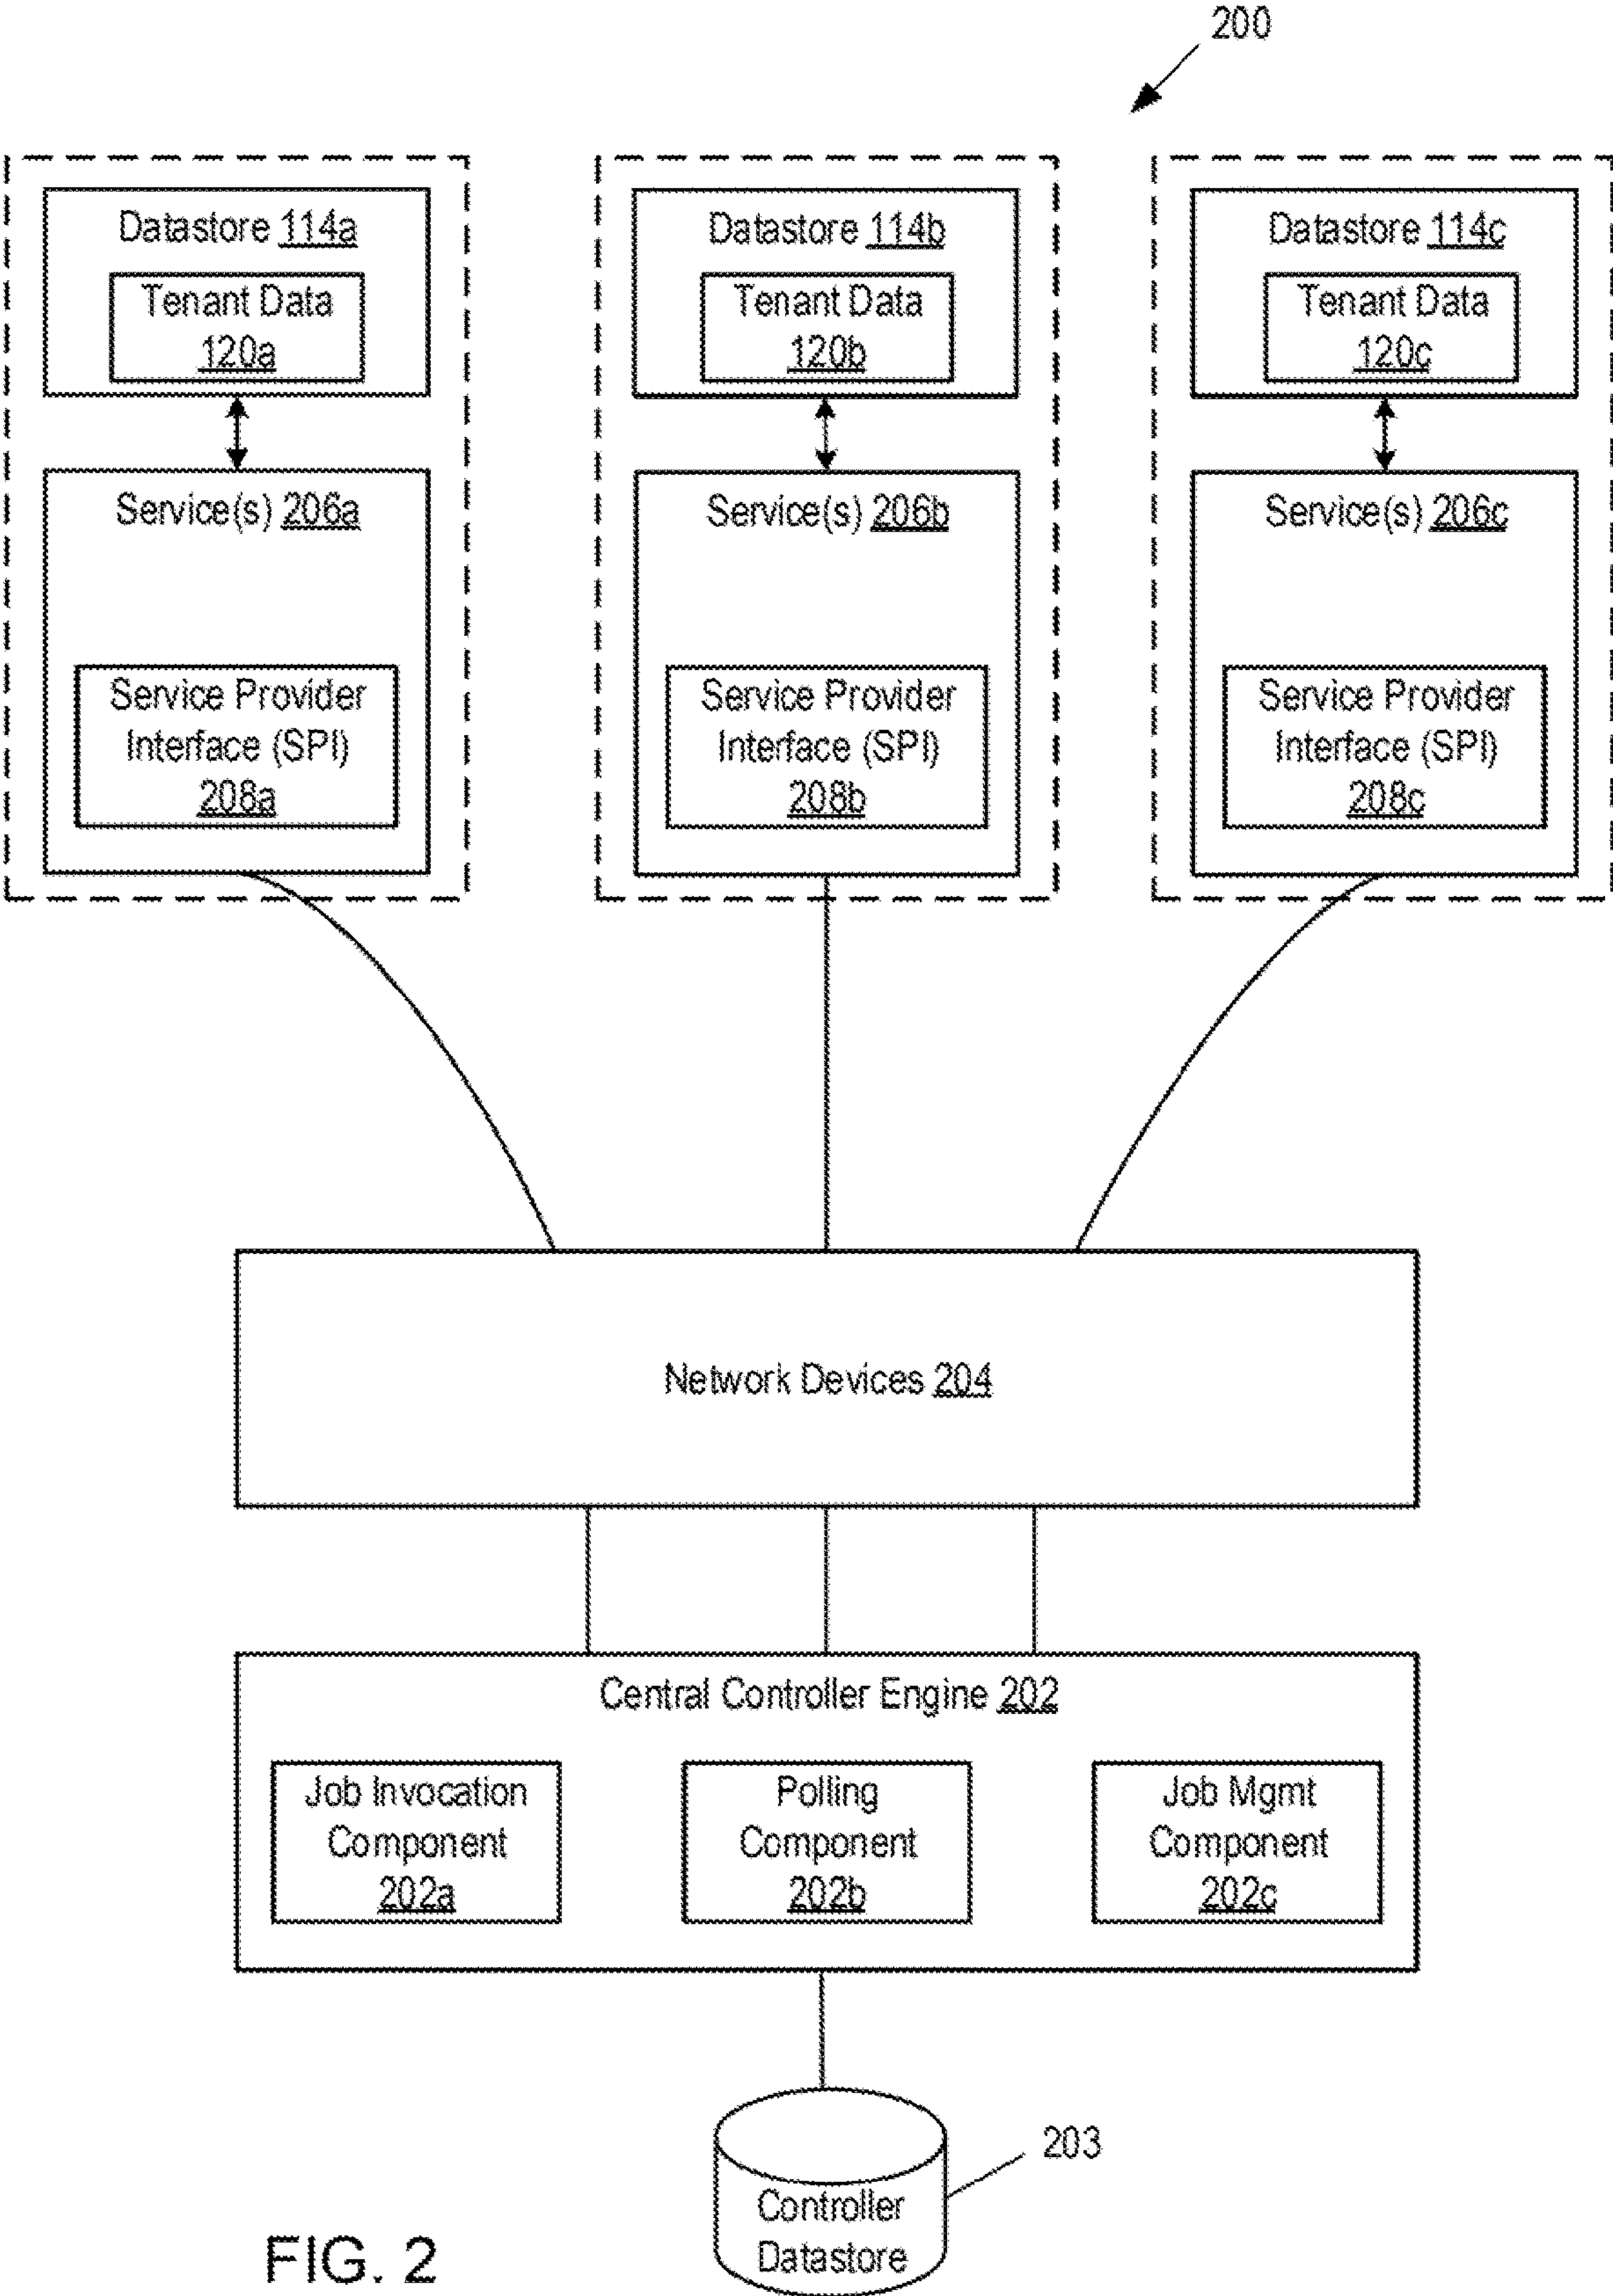 200
Datastore 114a
Tenant Data
120a
Datastore 114b
Tenant Data
120b
Datastore 114c
Tenant Data
120c
Service(s) 206a
Service Provider
Interface (SPI)
208a
Service(s) 206b
Service Provider
Interface (SPI)
208b
Service(s) 206c
Service Provider
Interface (SPI)
208c
Network Devices 204
Central Controller Engine 202
Job Invocation
Component
202a
Polling
Component
202b
Job Mgmt
Component
202c
203
Controller
Datastore
FIG. 2